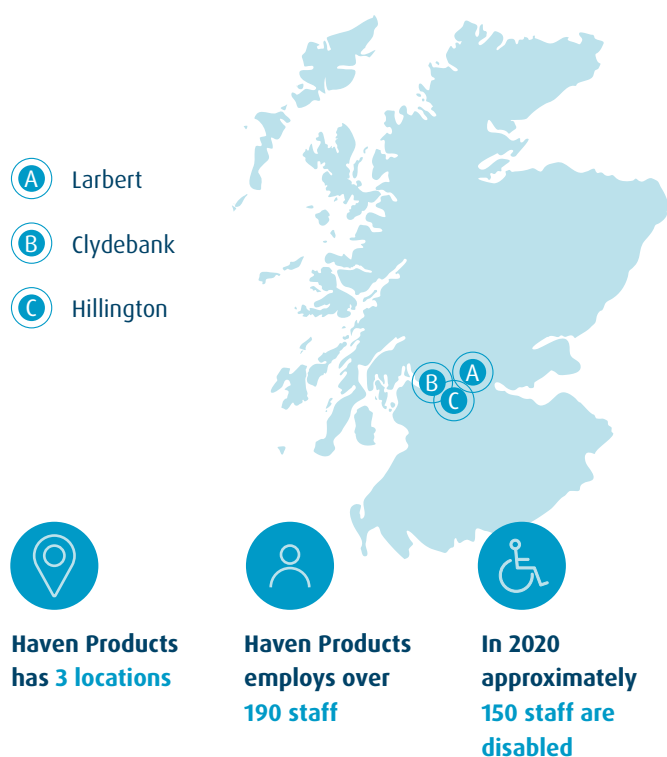 A Larbert
B Clydebank
C Hillington
A
B
C
Haven Products
has 3 locations
Haven Products
employs over
190 staff
In 2020
approximately
150 staff are
disabled